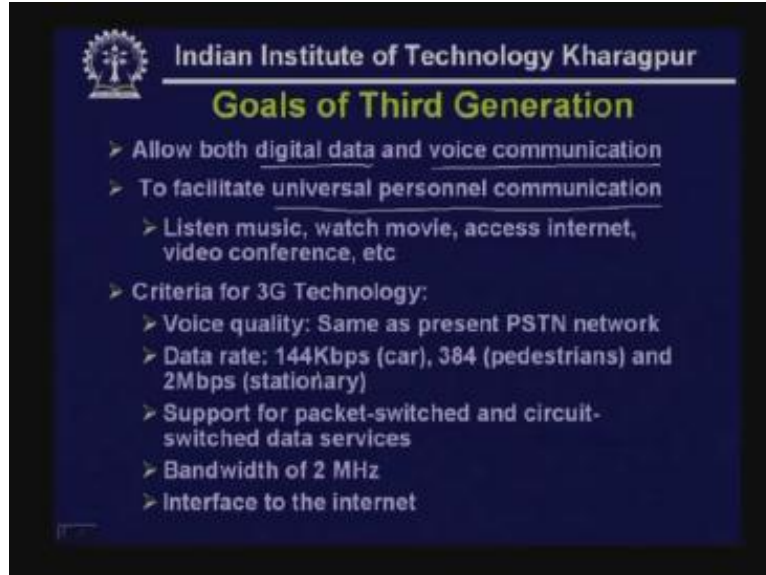 Indian Institute of Technology Kharagpur
Goals of Third Generation
Allow both digital data and voice communication
To facilitate universal personnel communication
Listen music, watch movie, access internet,
video conference, etc
Criteria for 3G Technology:
Voice quality: Same as present PSTN network
Data rate: 144Kbps (car), 384 (pedestrians) and
2Mbps (stationary)
Support for packet-switched and circuit-
switched data services
Bandwidth of 2 MHz
Interface to the internet